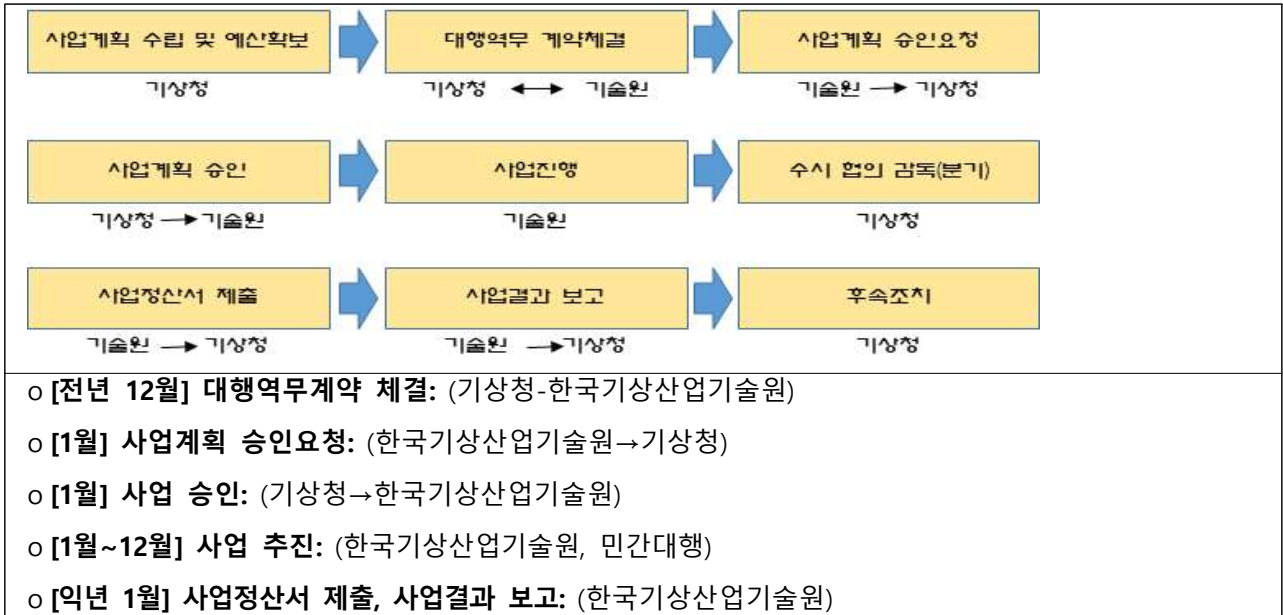 사업계획 수립 및 예산확보 대행역무 계약체결 사업계획 승인요청
기상청 기상청 ↔ 기술원 기술원 → 기상청
사업계획 승인 사업진행 수시 협의 감독(분기)
기상청 → 기술원 기술원 기상청
사업정산서 제출 사업결과 보고 후속조치
기술원 → 기상청 기술원 → 기상청 기상청
o [전년 12월] 대행역무계약 체결: (기상청-한국기상산업기술원)
o [1월] 사업계획 승인요청: (한국기상산업기술원→기상청)
o [1월] 사업 승인: (기상청→한국기상산업기술원)
o [1월~12월] 사업 추진: (한국기상산업기술원, 민간대행)
o [익년 1월] 사업정산서 제출, 사업결과 보고: (한국기상산업기술원)